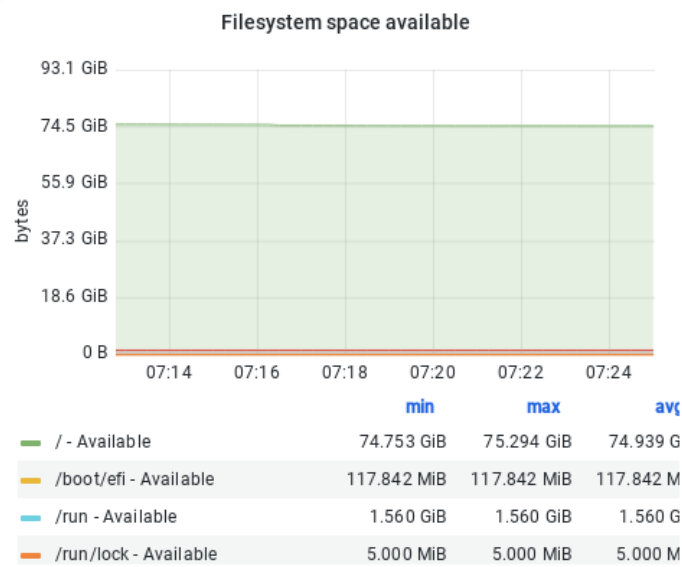 Filesystem space available
93.1 GiB
74.5 GiB
55.9 GiB
37.3 GiB
18.6 GiB
0 B
bytes
07:14 07:16 07:18 07:20 07:22 07:24
min max avg
/ - Available 74.753 GiB 75.294 GiB 74.939 G
/boot/efi - Available 117.842 MiB 117.842 MiB 117.842 M
/run - Available 1.560 GiB 1.560 GiB 1.560 G
/run/lock - Available 5.000 MiB 5.000 MiB 5.000 M